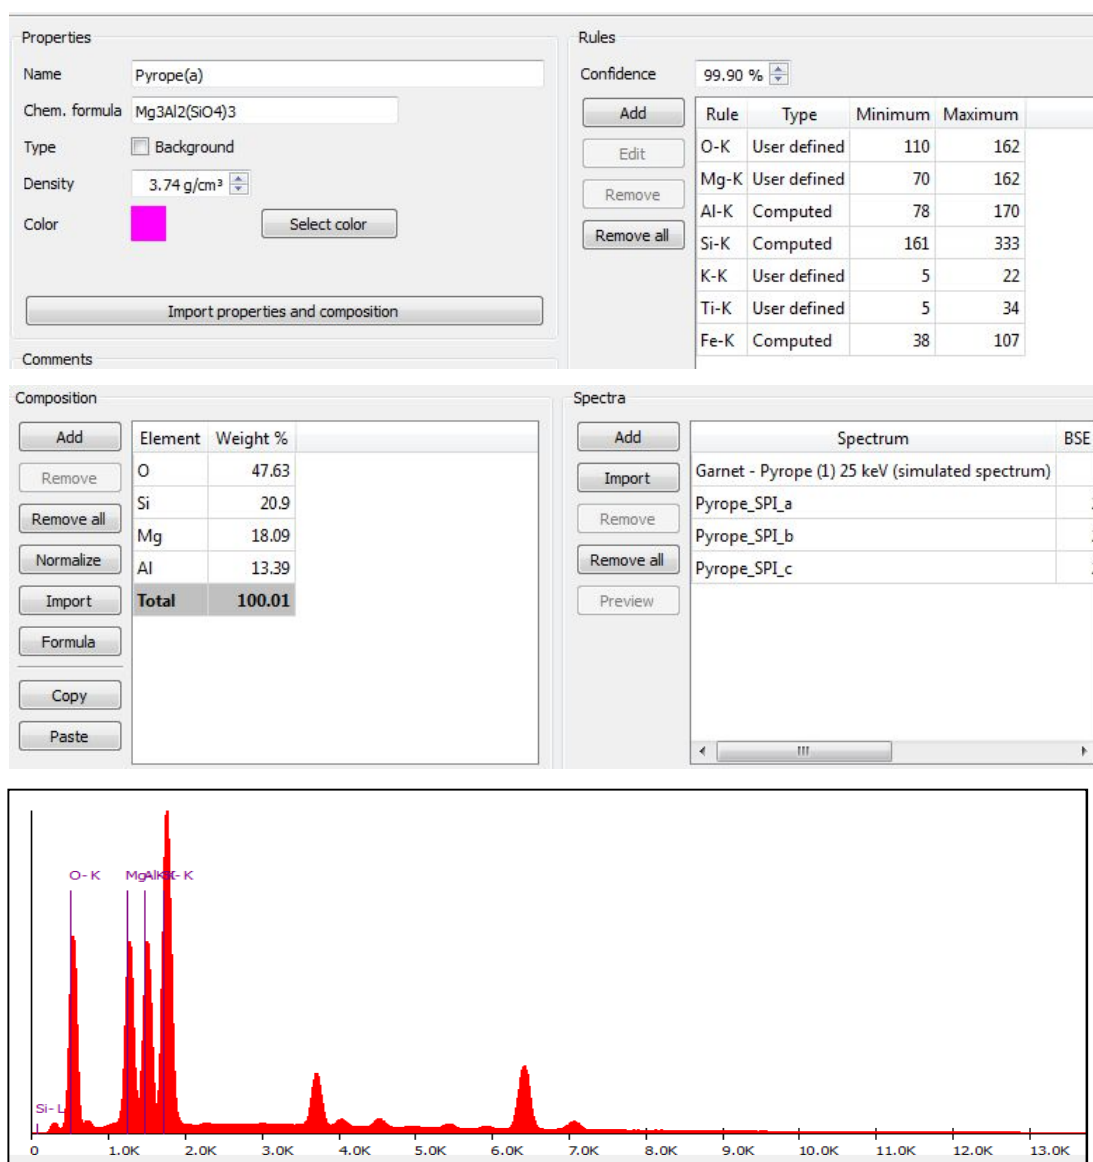 Properties
Name Pyrope(a)
Chem. formula Mg3Al2(SiO4)3
Type Background
Density 3.74 g/cm³
Color Select color
Import properties and composition
Comments
Rules
Confidence 99.90 %
Add
Edit
Remove
Remove all
Rule Type Minimum Maximum
O-K User defined 110 162
Mg-K User defined 70 162
Al-K Computed 78 170
Si-K Computed 161 333
K-K User defined 5 22
Ti-K User defined 5 34
Fe-K Computed 38 107
Composition
Add
Remove
Remove all
Normalize
Import
Formula
Copy
Paste
Element Weight %
O 47.63
Si 20.9
Mg 18.09
Al 13.39
Total 100.01
Spectra
Add
Import
Remove
Remove all
Preview
Spectrum BSE
Garnet - Pyrope (1) 25 keV (simulated spectrum)
Pyrope_SPI_a
Pyrope_SPI_b
Pyrope_SPI_c
O-K
Si-L
0 1.0K 2.0K 3.0K 4.0K 5.0K 6.0K 7.0K 8.0K 9.0K 10.0K 11.0K 12.0K 13.0K